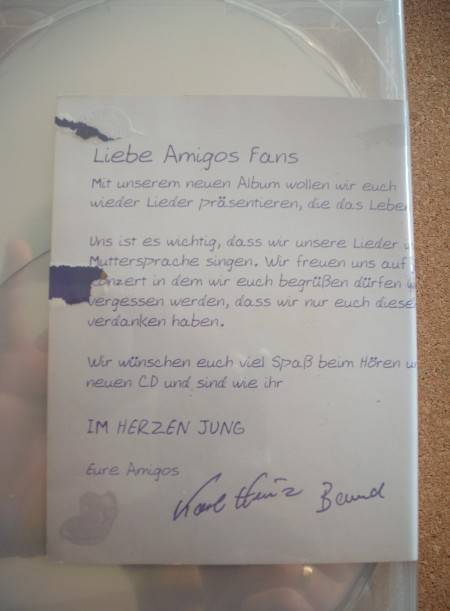 Liebe Amigos Fans
Mit unserem neuen Album wollen wir euch
wieder Lieder präsentieren, die das
Uns ist es wichtig, dass wir unsere Lieder
Muttersprache singen. Wir freuen uns auf
Konzert in dem wir euch begrüßen dürfen
vergessen werden, dass wir nur euch diese
verdanken haben.
Wir wünschen euch viel Spaß beim Hören
neuen CD und sind wie ihr
IM HERZEN JUNG
Eure Amigos
Karl Heinz Bernd